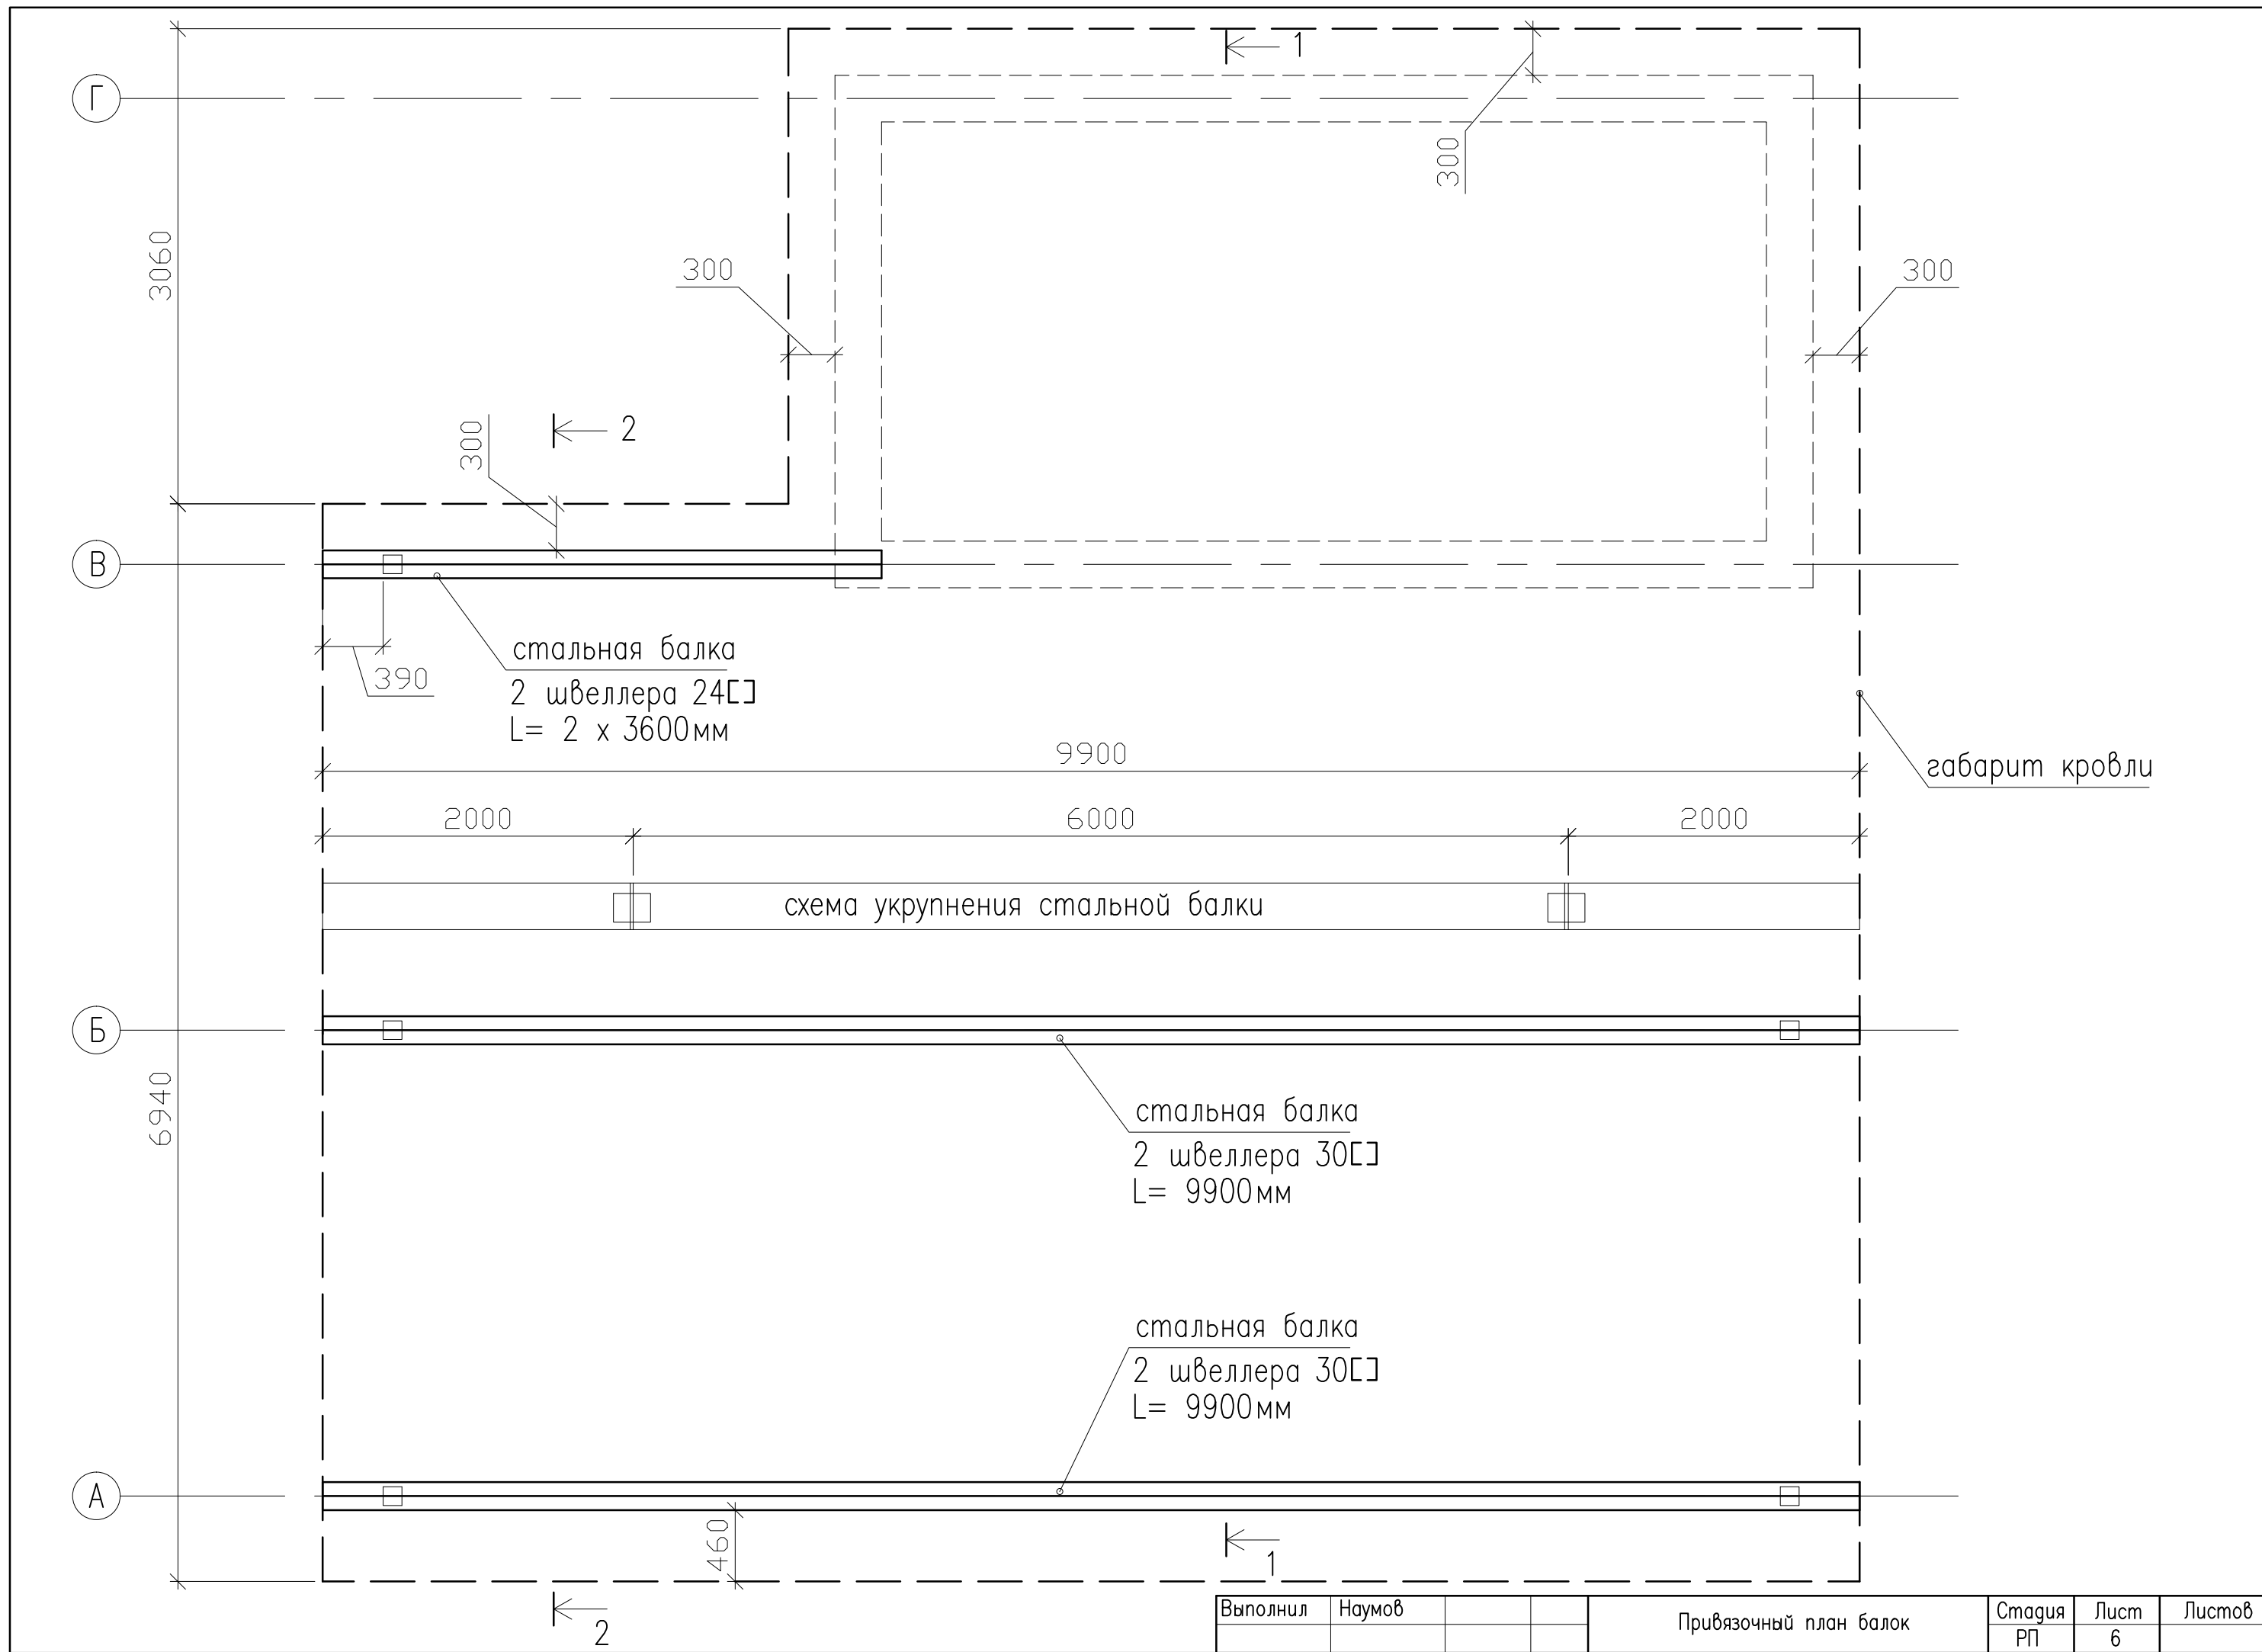 1
Г
300
3060
300
300
2
300
В
стальная балка
390
2 швеллера 24[]
L= 2 х 3600мм
9900
габарит кровли
2000
6000
2000
схема укрупнения стальной балки
Б
6940
стальная балка
2 швеллера 30[]
L= 9900мм
стальная балка
2 швеллера 30[]
L= 9900мм
А
460
1
2
Выполнил Наумов
Привязочный план балок
Стадия Лист Листов
РП 6